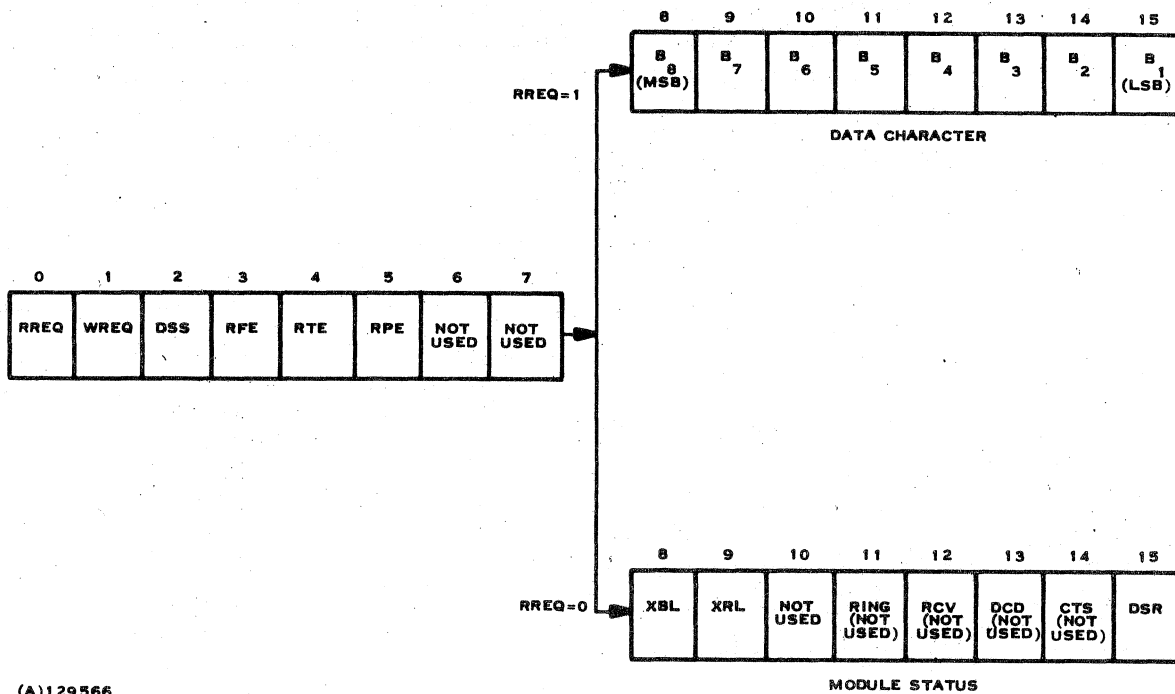 8 9 10 11 12 13 14 15
B8 (MSB) B7 B6 B5 B4 B3 B2 B1 (LSB)
RREQ=1
DATA CHARACTER
0 1 2 3 4 5 6 7
RREQ WREQ DSS RFE RTE RPE NOT USED NOT USED
8 9 10 11 12 13 14 15
RREQ=0
XBL XRL NOT USED RING (NOT USED) RCV (NOT USED) DCD (NOT USED) CTS (NOT USED) DSR
(A)129566
MODULE STATUS